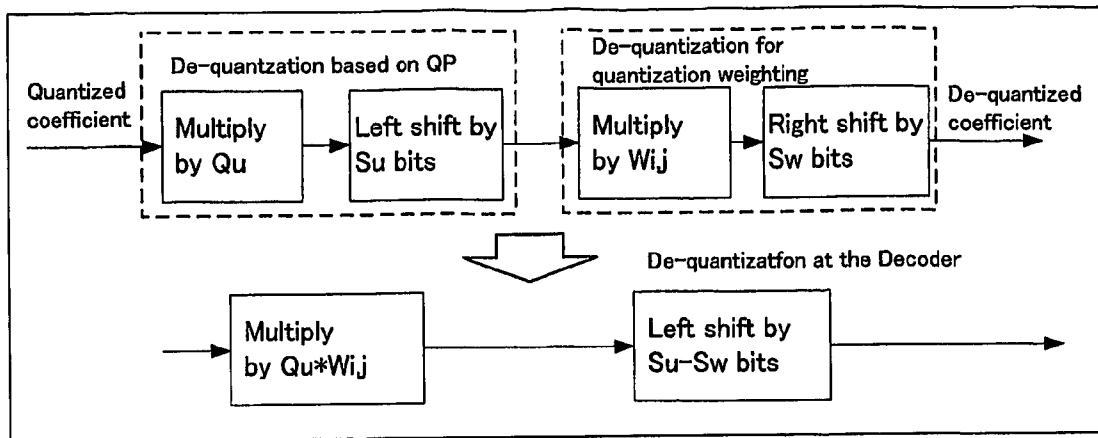 De-quantzation based on QP
De-quantization for
quantization weighting
Quantized
coefficient
De-quantized
coefficient
Multiply
by Qu
Left shift by
Su bits
Multiply
by Wi,j
Right shift by
Sw bits
De-quantizatfon at the Decoder
Multiply
by Qu*Wi,j
Left shift by
Su-Sw bits